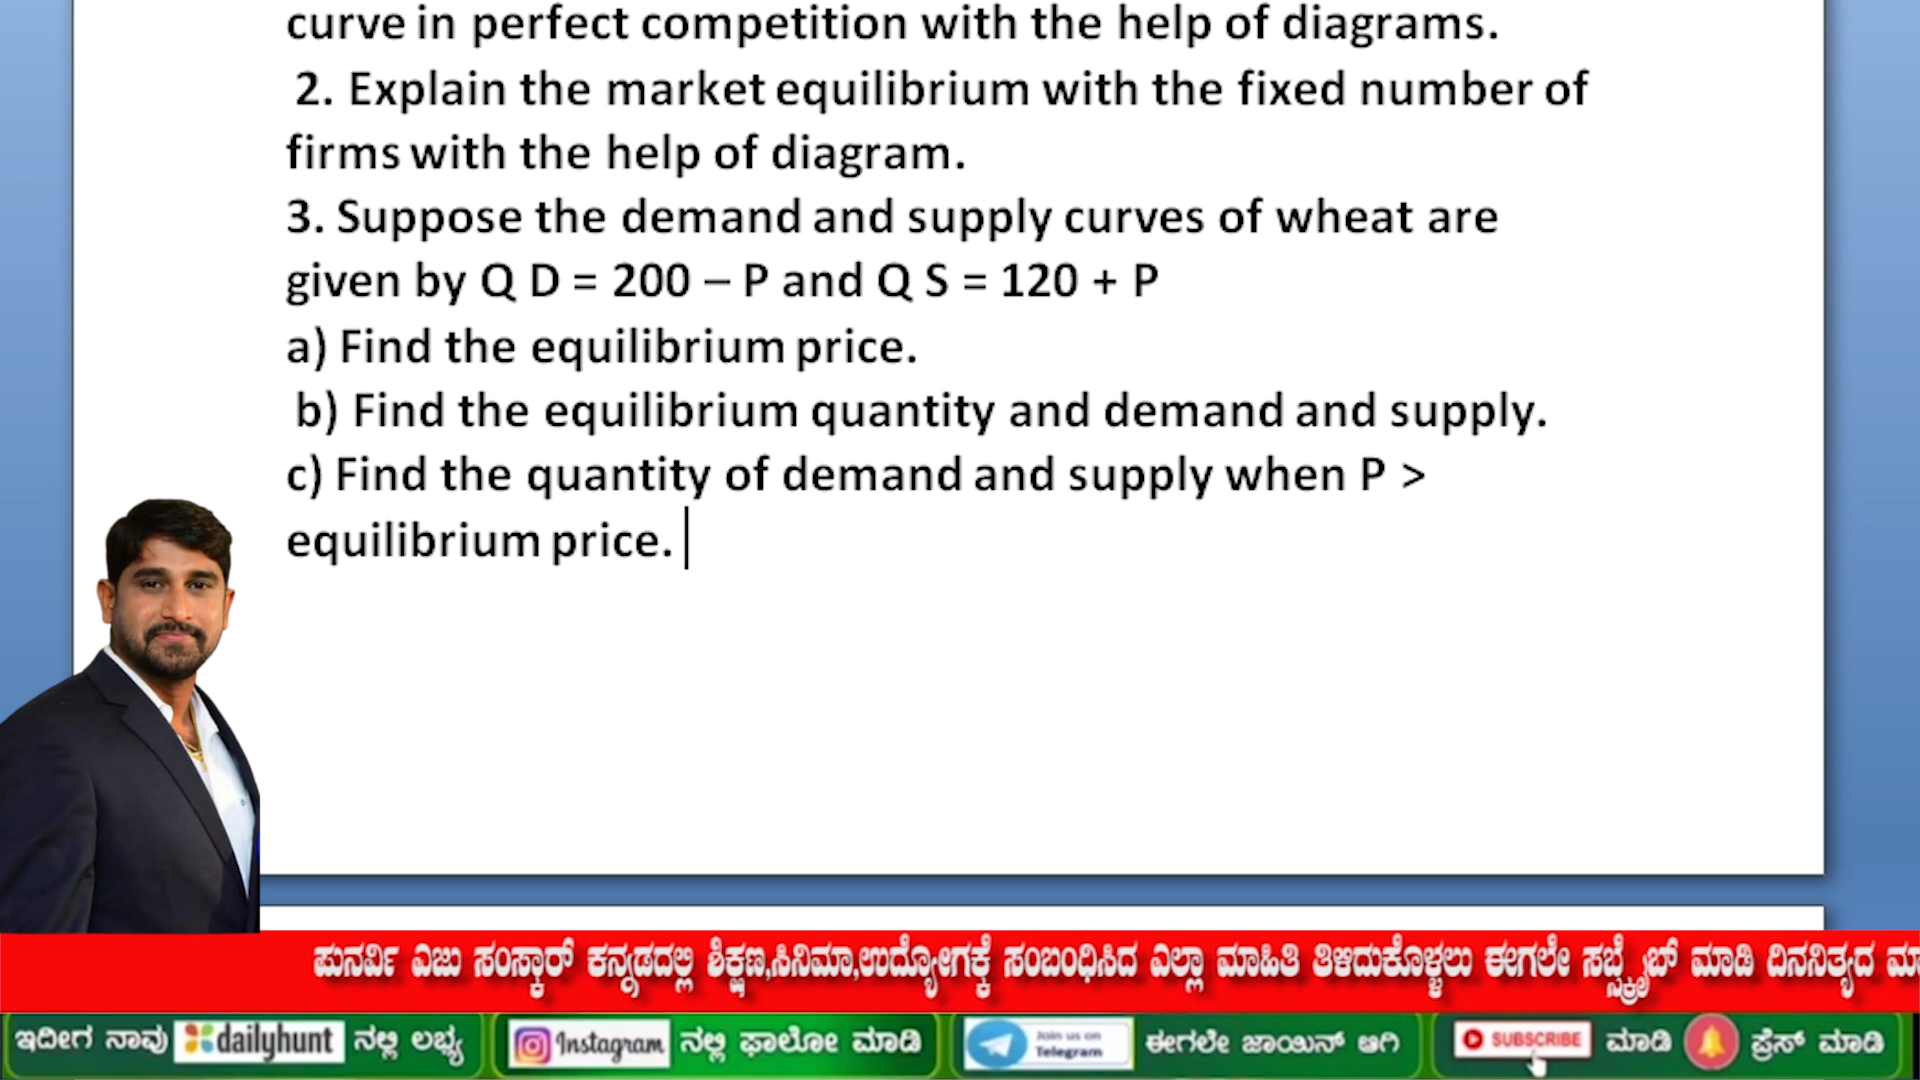 curve in perfect competition with the help of diagrams.
2. Explain the market equilibrium with the fixed number of
firms with the help of diagram.
3. Suppose the demand and supply curves of wheat are
given by Q D = 200 – P and Q S = 120 + P
a) Find the equilibrium price.
b) Find the equilibrium quantity and demand and supply.
c) Find the quantity of demand and supply when P >
equilibrium price.
ಪುನರ್ವಿ ಎಜು ಸಂಸ್ಕಾರ್ ಕನ್ನಡದಲ್ಲಿ ಶಿಕ್ಷಣ,ಸಿನಿಮಾ,ಉದ್ಯೋಗಕ್ಕೆ ಸಂಬಂಧಿಸಿದ ಎಲ್ಲಾ ಮಾಹಿತಿ ತಿಳಿದುಕೊಳ್ಳಲು ಈಗಲೇ ಸಬ್ಸ್ಕ್ರೈಬ್ ಮಾಡಿ ದಿನನಿತ್ಯದ
ಇದೀಗ ನಾವು dailyhunt ನಲ್ಲಿ ಲಭ್ಯ Instagram ನಲ್ಲಿ ಫಾಲೋ ಮಾಡಿ Join us on Telegram ಈಗಲೇ ಜಾಯಿನ್ ಆಗಿ SUBSCRIBE ಮಾಡಿ ಪ್ರೆಸ್ ಮಾಡಿ